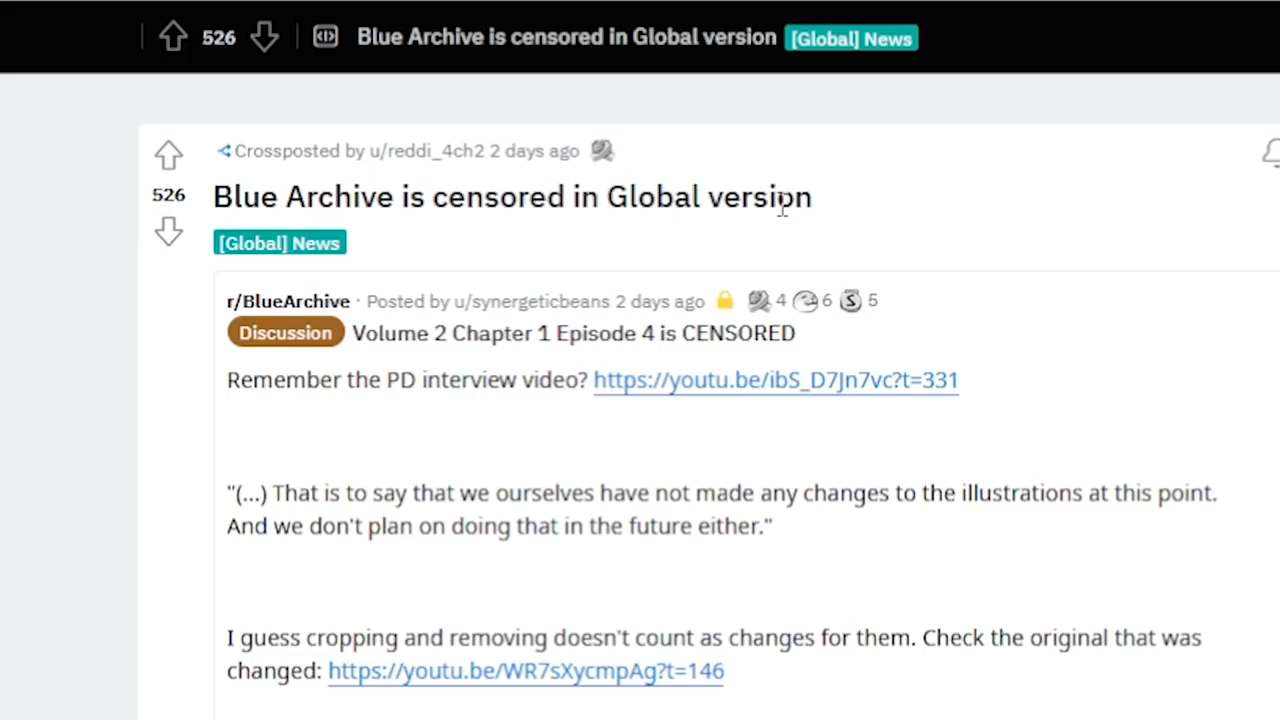 526 Blue Archive is censored in Global version [Global] News
Crossposted by u/reddi_4ch2 2 days ago
526
Blue Archive is censored in Global version
[Global] News
r/BlueArchive · Posted by u/synergeticbeans 2 days ago 4 6 S 5
Discussion Volume 2 Chapter 1 Episode 4 is CENSORED
Remember the PD interview video? https://youtu.be/ibS_D7Jn7vc?t=331
"(...) That is to say that we ourselves have not made any changes to the illustrations at this point.
And we don't plan on doing that in the future either."
I guess cropping and removing doesn't count as changes for them. Check the original that was
changed: https://youtu.be/WR7sXycmpAg?t=146